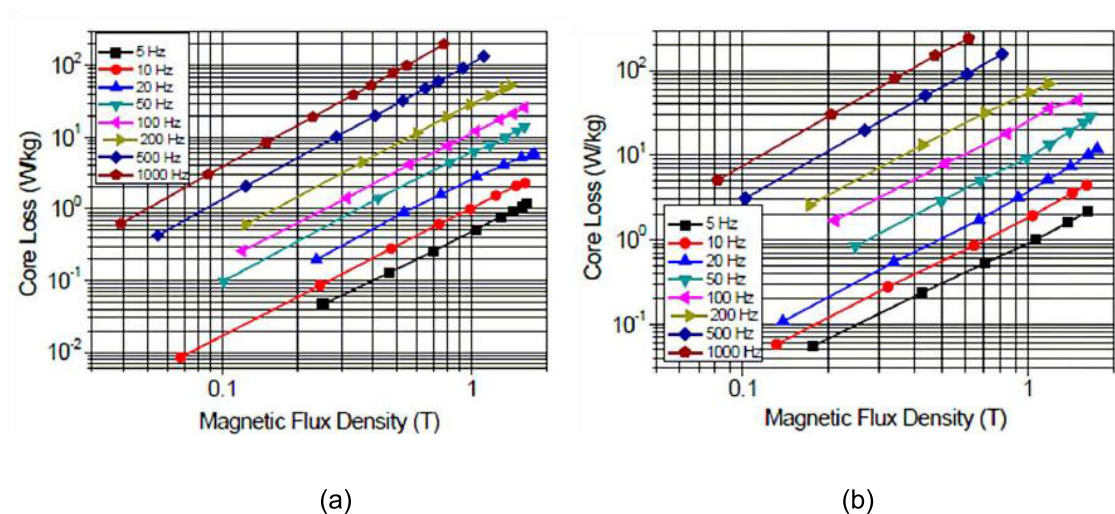 5 Hz
10 Hz
20 Hz
50 Hz
100 Hz
200 Hz
500 Hz
1000 Hz
10²
10¹
10⁰
10⁻¹
10⁻²
Core Loss (W/kg)
0.1
1
Magnetic Flux Density (T)
(a)
5 Hz
10 Hz
20 Hz
50 Hz
100 Hz
200 Hz
500 Hz
1000 Hz
10²
10¹
10⁰
10⁻¹
Core Loss (W/kg)
0.1
1
Magnetic Flux Density (T)
(b)